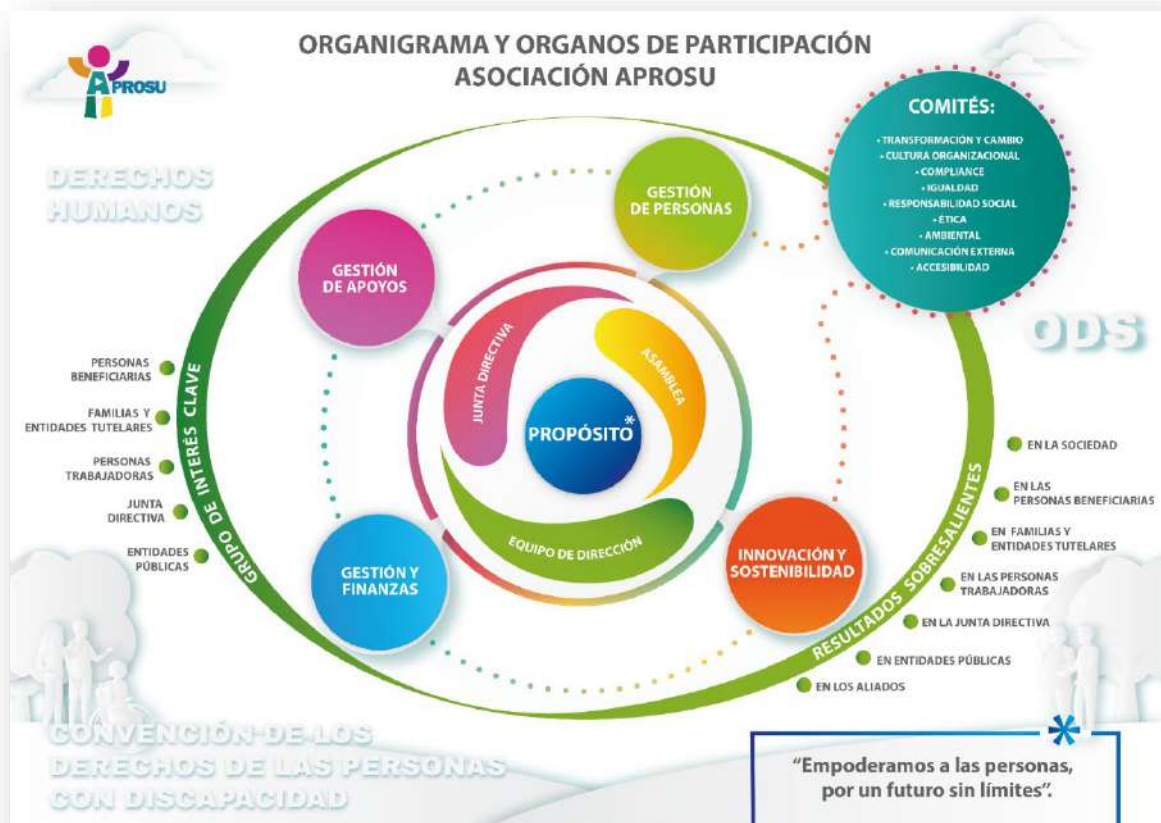 ORGANIGRAMA Y ORGANOS DE PARTICIPACIÓN
ASOCIACIÓN APROSU
APROSU
DERECHOS
HUMANOS
COMITÉS:
• TRANSFORMACIÓN Y CAMBIO
• CULTURA ORGANIZACIONAL
• COMPLIANCE
• IGUALDAD
• RESPONSABILIDAD SOCIAL
• ÉTICA
• AMBIENTAL
• COMUNICACIÓN EXTERNA
• ACCESIBILIDAD
GESTIÓN
DE PERSONAS
GESTIÓN
DE APOYOS
JUNTA DIRECTIVA
ASAMBLEA
PROPÓSITO*
EQUIPO DE DIRECCIÓN
GESTIÓN Y
FINANZAS
INNOVACIÓN Y
SOSTENIBILIDAD
ODS
GRUPO DE INTERÉS CLAVE
PERSONAS
BENEFICIARIAS
FAMILIAS Y
ENTIDADES TUTELARES
PERSONAS
TRABAJADORAS
JUNTA
DIRECTIVA
ENTIDADES
PÚBLICAS
RESULTADOS SOBRESALIENTES
EN LA SOCIEDAD
EN LAS
PERSONAS BENEFICIARIAS
EN FAMILIAS Y
ENTIDADES TUTELARES
EN LAS PERSONAS
TRABAJADORAS
EN LA JUNTA DIRECTIVA
EN ENTIDADES PÚBLICAS
EN LOS ALIADOS
CONVENCIÓN DE LOS
DERECHOS DE LAS PERSONAS
CON DISCAPACIDAD
*
“Empoderamos a las personas,
por un futuro sin límites”.